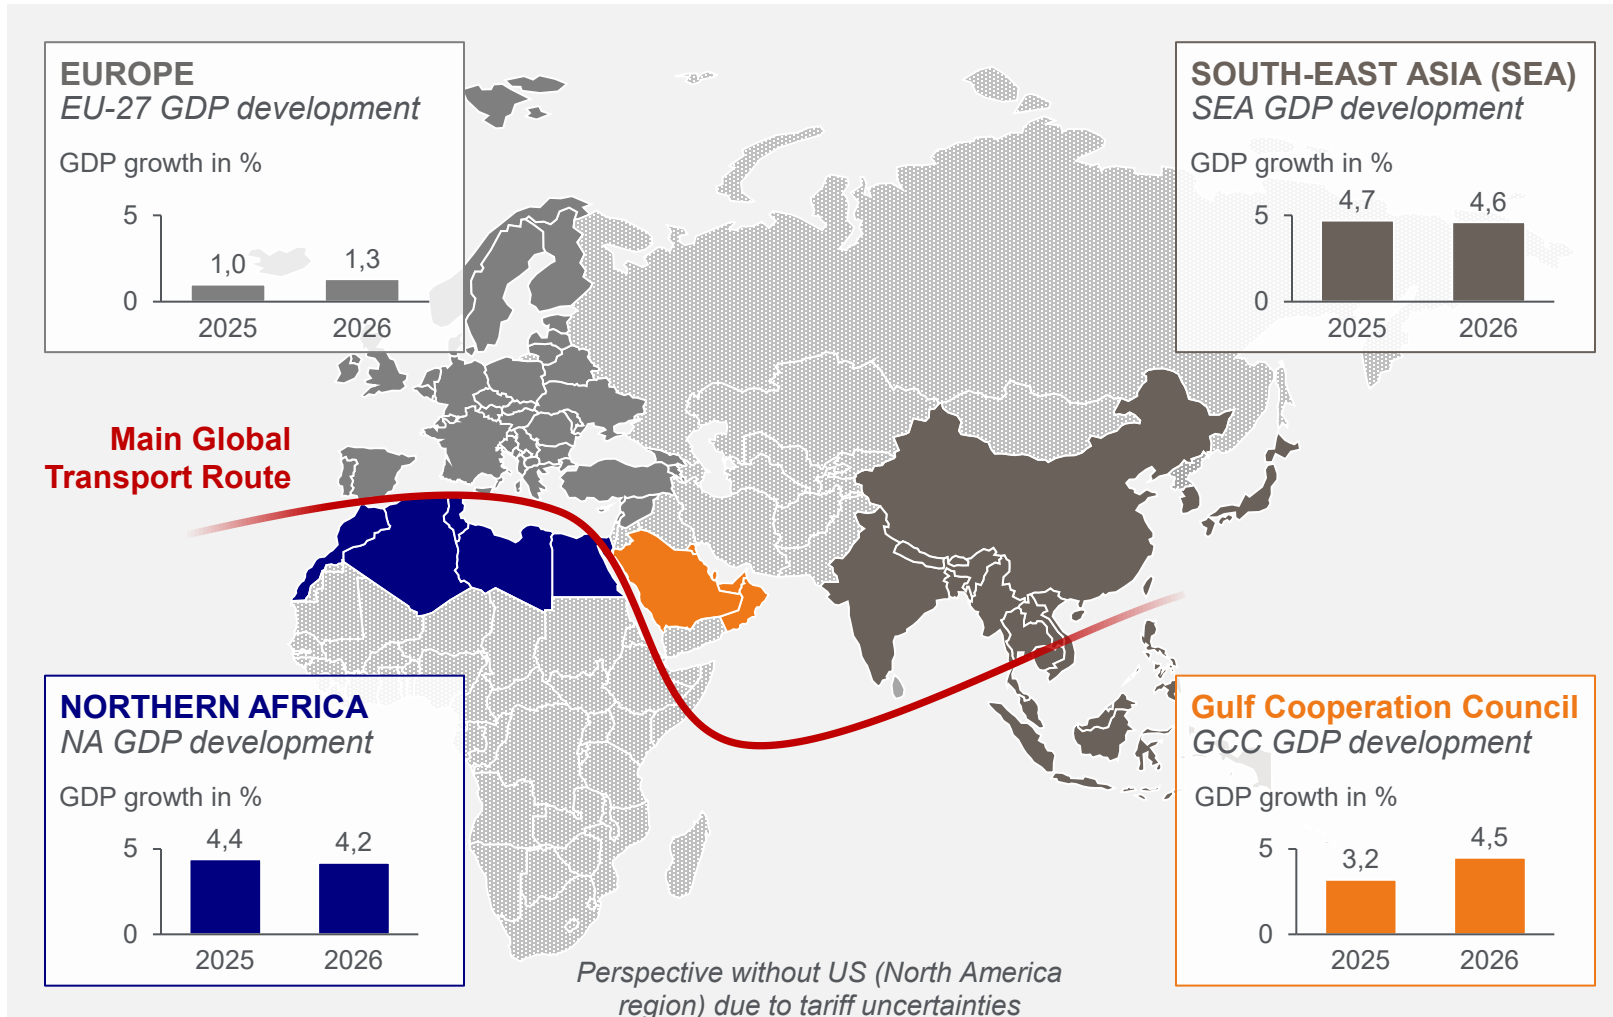 EUROPE
EU-27 GDP development
GDP growth in %
5
1,0
1,3
0
2025
2026
SOUTH-EAST ASIA (SEA)
SEA GDP development
GDP growth in %
4,7
4,6
5
0
2025
2026
Main Global
Transport Route
NORTHERN AFRICA
NA GDP development
GDP growth in %
4,4
4,2
5
0
2025
2026
Gulf Cooperation Council
GCC GDP development
GDP growth in %
4,5
5
3,2
0
2025
2026
Perspective without US (North America
region) due to tariff uncertainties